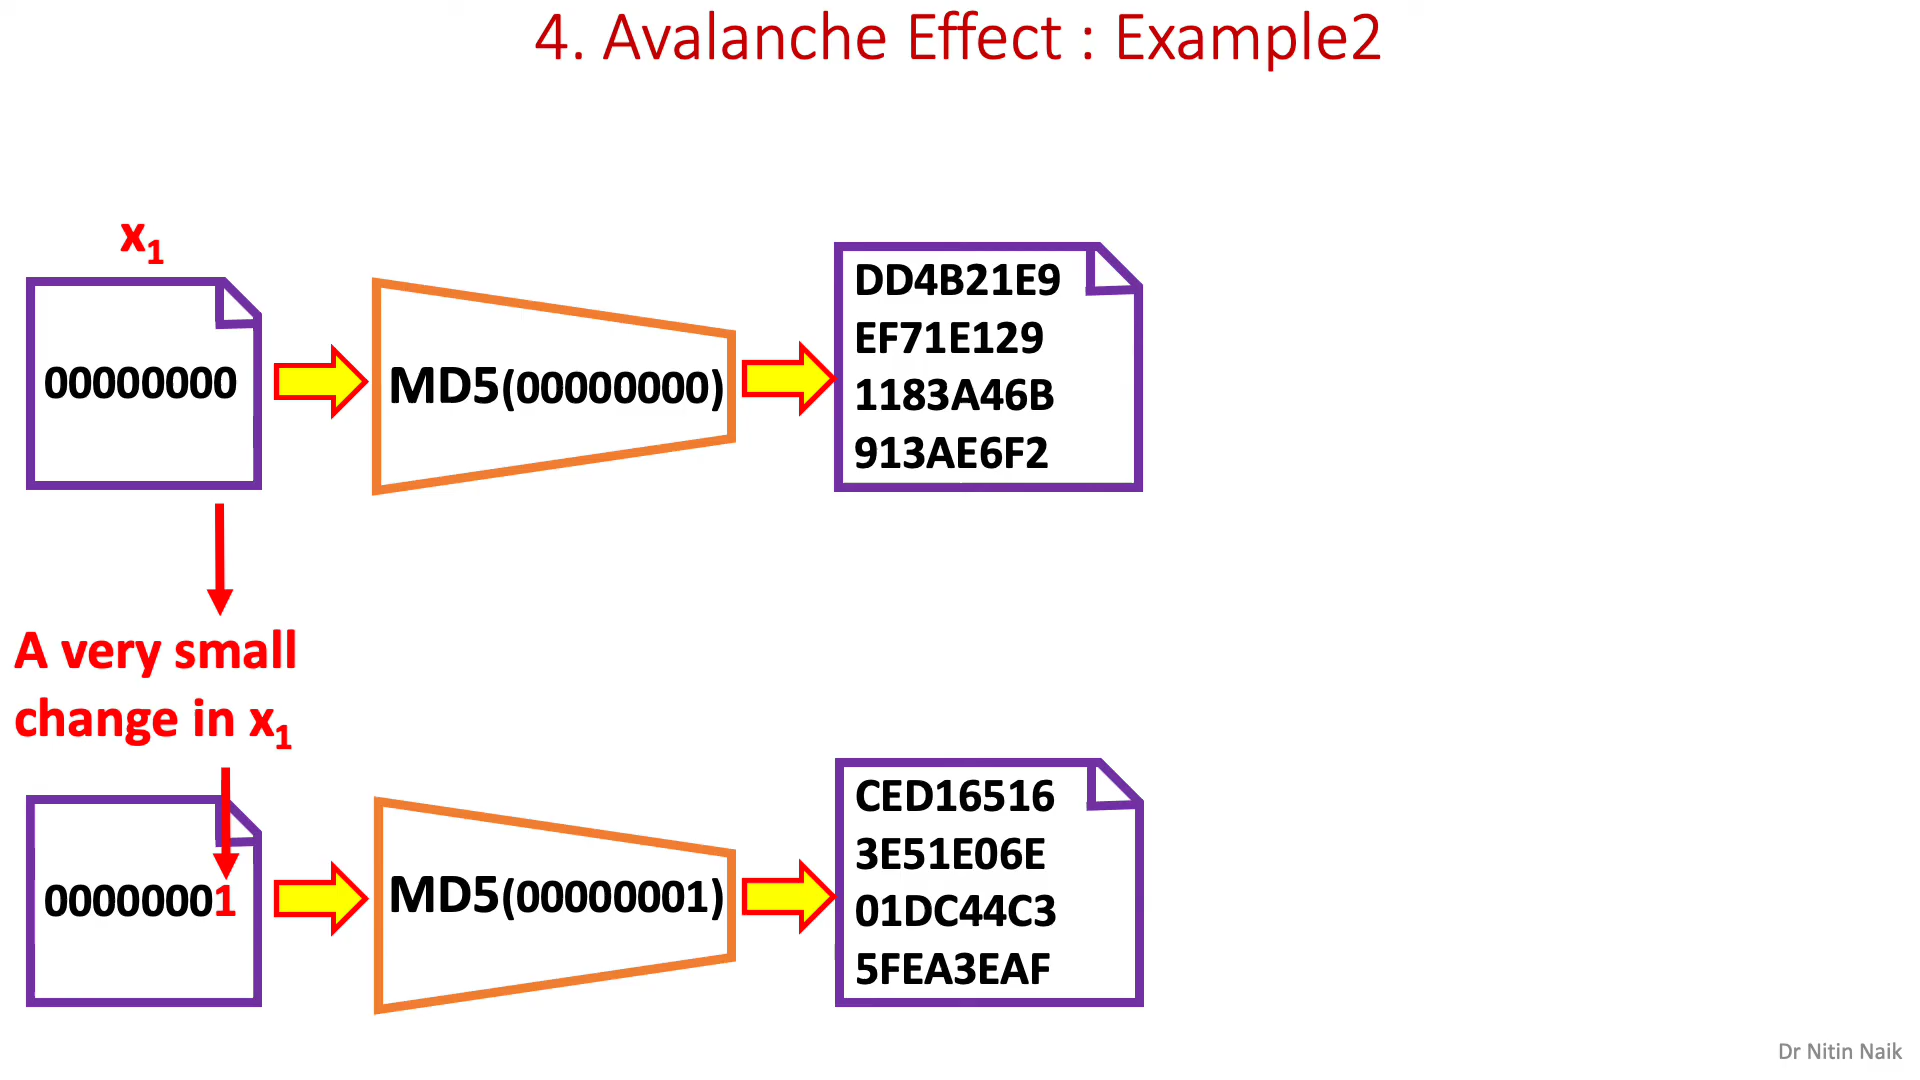 4. Avalanche Effect : Example2
x1
00000000
MD5(00000000)
DD4B21E9
EF71E129
1183A46B
913AE6F2
A very small
change in x1
00000001
MD5(00000001)
CED16516
3E51E06E
01DC44C3
5FEA3EAF
Dr Nitin Naik